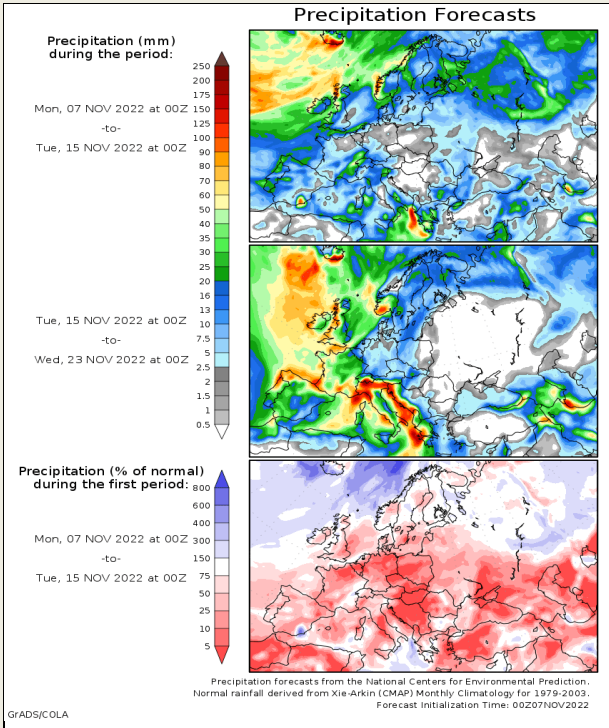 Precipitation Forecasts
Precipitation (mm)
during the period:
Mon, 07 NOV 2022 at 00Z
-to-
Tue, 15 NOV 2022 at 00Z
250
200
175
150
125
100
90
80
70
60
50
40
35
30
25
20
16
13
10
7.5
5
2.5
2
1.5
1
0.5
Tue, 15 NOV 2022 at 00Z
-to-
Wed, 23 NOV 2022 at 00Z
Precipitation (% of normal)
during the first period:
Mon, 07 NOV 2022 at 00Z
-to-
Tue, 15 NOV 2022 at 00Z
800
600
400
300
150
75
50
25
10
5
Precipitation forecasts from the National Centers for Environmental Prediction.
Normal rainfall derived from Xie-Arkin (CMAP) Monthly Climatology for 1979-2003.
Forecast Initialization Time: 00Z07NOV2022
GrADS/COLA